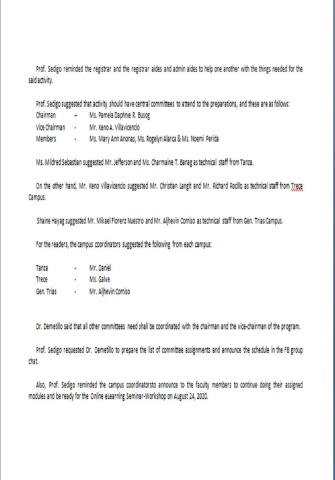 Prof. Sedigo reminded the registrar and the registrar aides and admin aides to help one another with the things needed for the
said activity.
Prof. Sedigo suggested that activity should have central committees to attend to the preparations, and these are as follows:
Chairman – Ms. Pamela Daphnie R. Busog
Vice Chairman - Mr. Keno A. Villavicencio
Members - Ms. Mary Ann Anonas, Ms. Rogelyn Alarca & Ms. Noemi Perida
Ms. Mildred Sebastian suggested Mr. Jefferson and Ms. Charmaine T. Banag as technical staff from Tanza.
On the other hand, Mr. Keno Villavicencio suggested Mr. Christian Langit and Mr. Richard Rocillo as technical staff from Trece
Campus.
Shaine Hayag suggested Mr. Mikael Florenz Nuestro and Mr. Aljhevin Comiso as technical staff from Gen. Trias Campus.
For the readers, the campus coordinators suggested the following from each campus:
Tanza - Mr. Daniel
Trece - Ms. Galve
Gen. Trias - Mr. Aljhevin Comiso
Dr. Demetillo said that all other committees need shall be coordinated with the chairman and the vice-chairman of the program.
Prof. Sedigo requested Dr. Demetillo to prepare the list of committee assignments and announce the schedule in the FB group
chat.
Also, Prof. Sedigo reminded the campus coordinatorsto announce to the faculty members to continue doing their assigned
modules and be ready for the Online eLearning Seminar-Workshop on August 24, 2020.